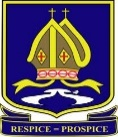 RESPICE = PROSPICE